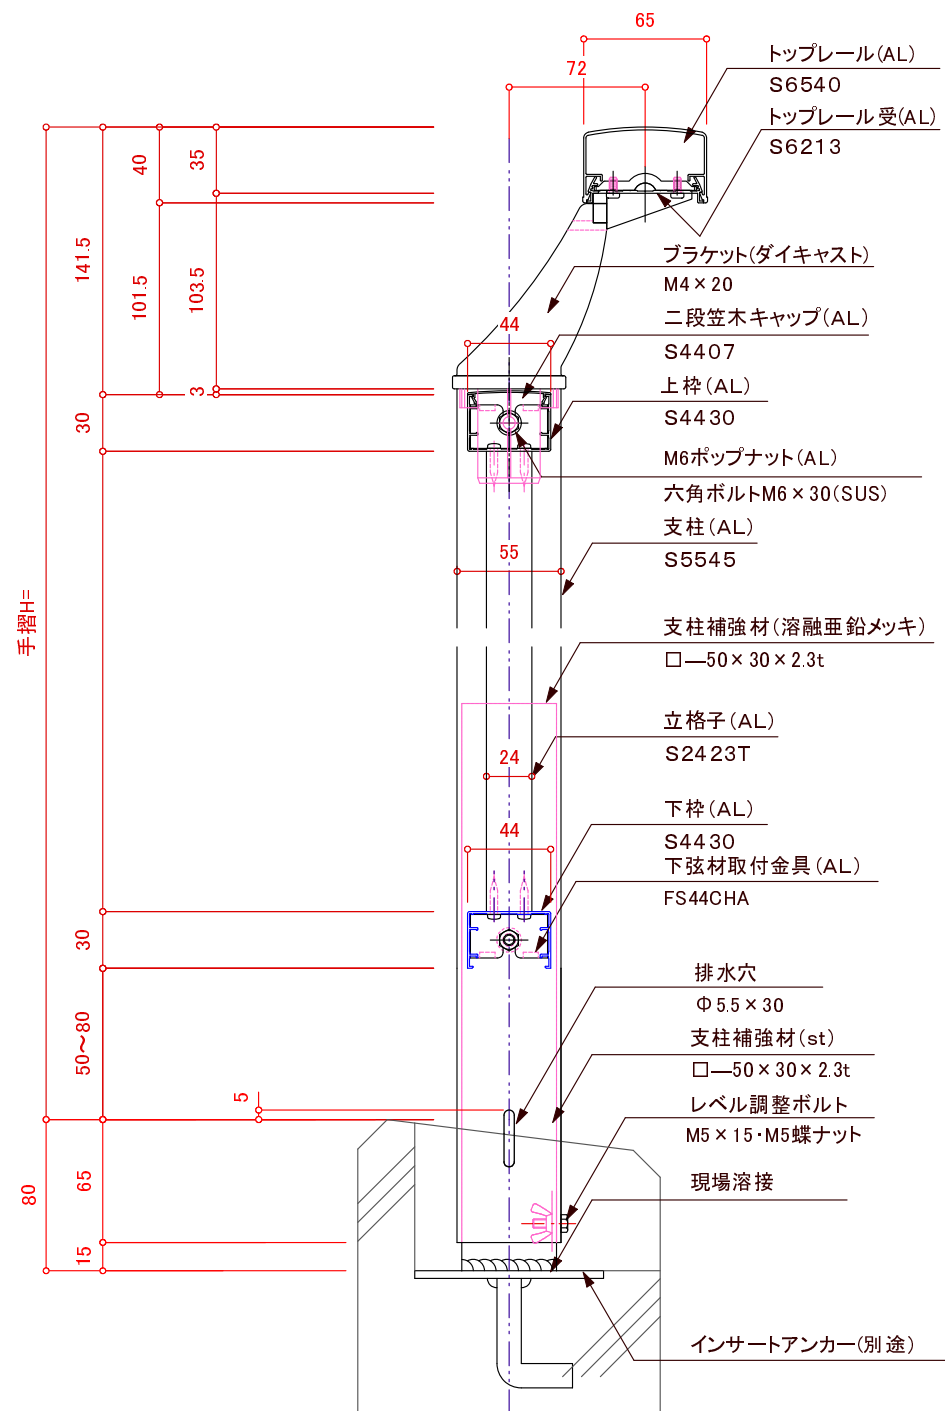 65
72
トップレール(AL)
S6540
トップレール受(AL)
S6213
40
35
141.5
101.5
103.5
ブラケット(ダイキャスト)
M4×20
二段笠木キャップ(AL)
S4407
44
上枠(AL)
S4430
3
30
M6ポップナット(AL)
六角ボルトM6×30(SUS)
支柱(AL)
S5545
55
手摺H=
支柱補強材(溶融亜鉛メッキ)
□―50×30×2.3t
立格子(AL)
S2423T
24
下枠(AL)
S4430
44
下弦材取付金具(AL)
FS44CHA
30
排水穴
Φ5.5×30
50～80
支柱補強材(st)
□―50×30×2.3t
5
レベル調整ボルト
M5×15・M5蝶ナット
65
80
現場溶接
15
インサートアンカー(別途)